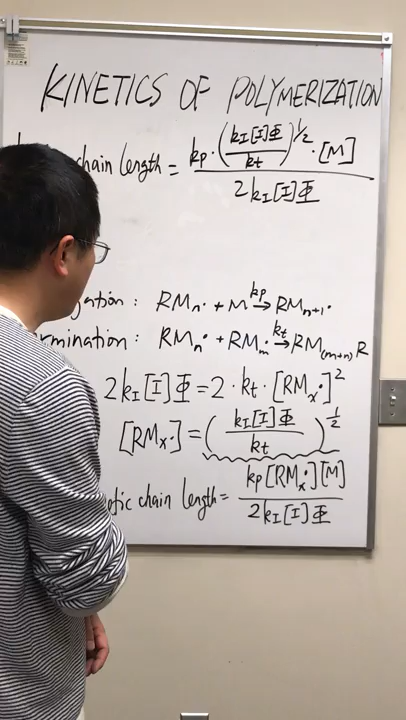 KINETICS OF POLYMERIZATION
chain length = kp·(kI[I]Φ/kt)^1/2·[M] / 2kI[I]Φ
gation: RMn· + M →kp RMn+1·
rmination: RMn· + RMm· →kt RM(m+n)R
2kI[I]Φ = 2·kt·[RMx·]^2
[RMx·] = (kI[I]Φ/kt)^1/2
etic chain length = kp[RMx·][M] / 2kI[I]Φ